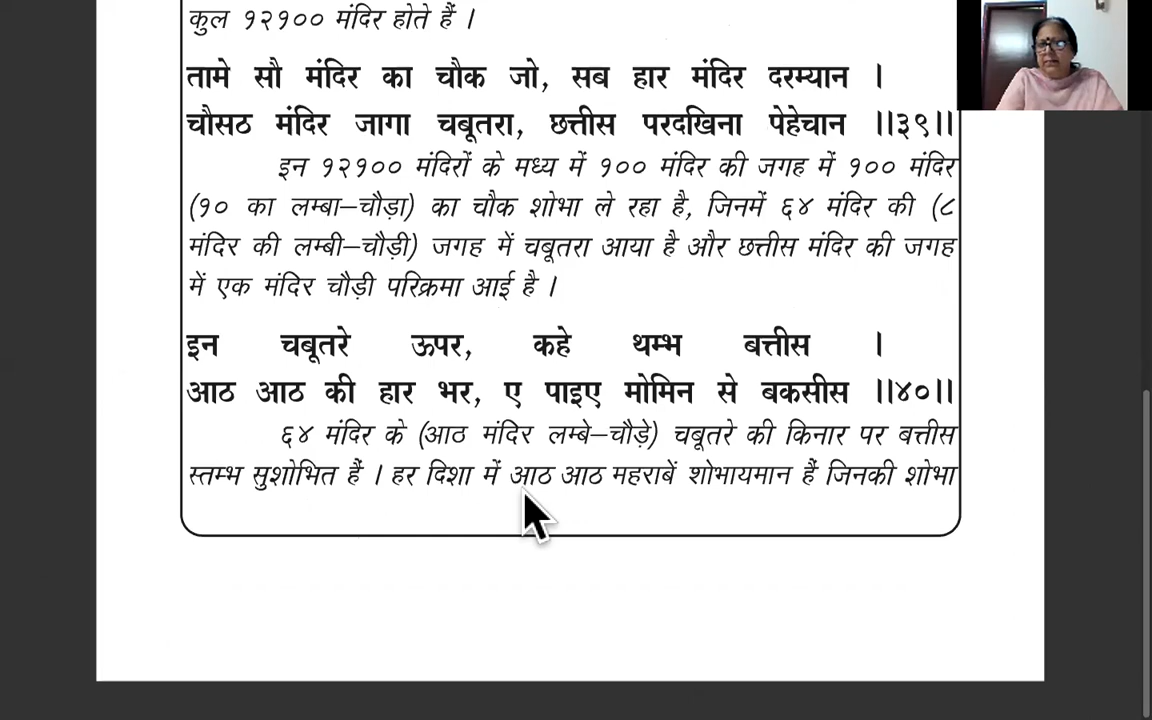 कुल १२१०० मंदिर होते हैं ।
तामे सौ मंदिर का चौक जो, सब हार मंदिर दरम्यान ।
चौसठ मंदिर जागा चबूतरा, छत्तीस परदखिना पेहेचान ।।३९।।
इन १२१०० मंदिरों के मध्य में १०० मंदिर की जगह में १०० मंदिर
(१० का लम्बा–चौड़ा) का चौक शोभा ले रहा है, जिनमें ६४ मंदिर की (८
मंदिर की लम्बी–चौड़ी) जगह में चबूतरा आया है और छत्तीस मंदिर की जगह
में एक मंदिर चौड़ी परिक्रमा आई है ।
इन चबूतरे ऊपर, कहे थम्भ बत्तीस ।
आठ आठ की हार भर, ए पाइए मोमिन से बकसीस ।।४०।।
६४ मंदिर के (आठ मंदिर लम्बे–चौड़े) चबूतरे की किनार पर बत्तीस
स्तम्भ सुशोभित हैं । हर दिशा में आठ आठ महराबें शोभायमान हैं जिनकी शोभा